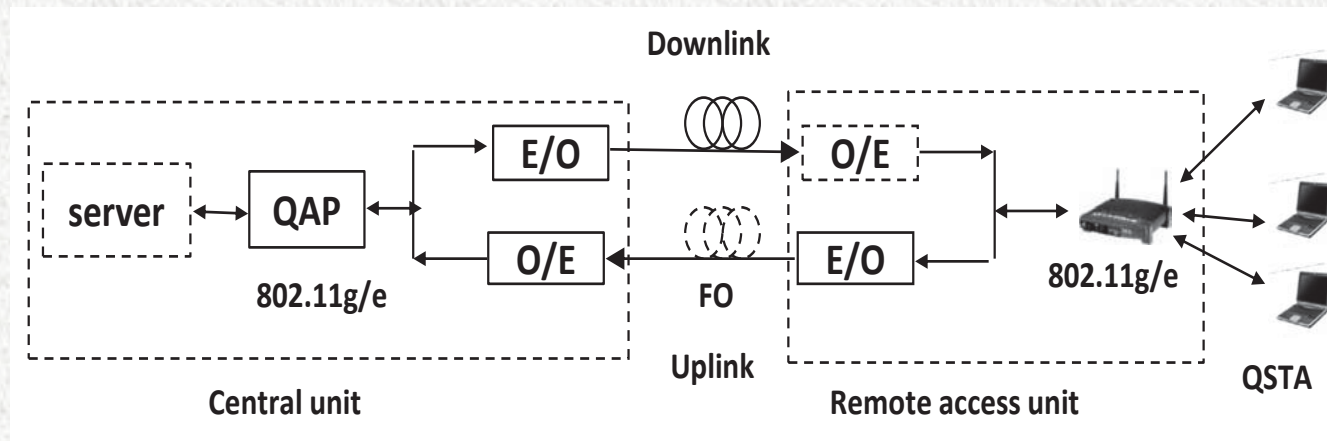 Downlink
E/O
O/E
server
QAP
802.11g/e
O/E
FO
E/O
802.11g/e
Uplink
QSTA
Central unit
Remote access unit